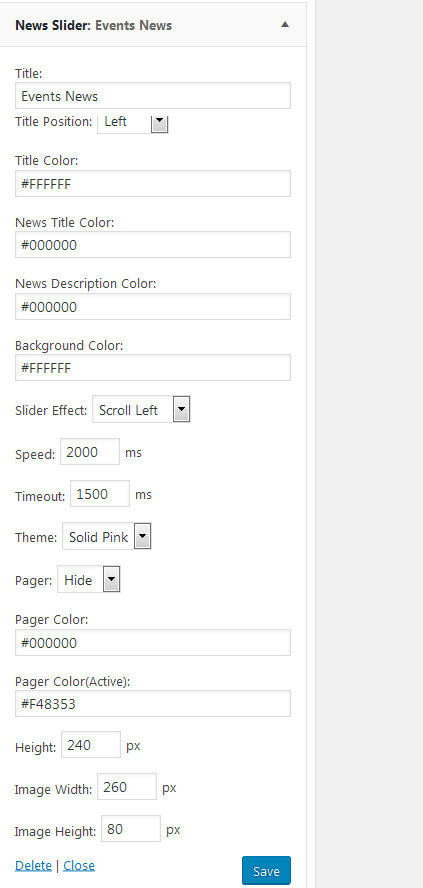 News Slider: Events News
Title:
Events News
Title Position: Left
Title Color:
#FFFFFF
News Title Color:
#000000
News Description Color:
#000000
Background Color:
#FFFFFF
Slider Effect: Scroll Left
Speed: 2000 ms
Timeout: 1500 ms
Theme: Solid Pink
Pager: Hide
Pager Color:
#000000
Pager Color(Active):
#F48353
Height: 240 px
Image Width: 260 px
Image Height: 80 px
Delete | Close Save